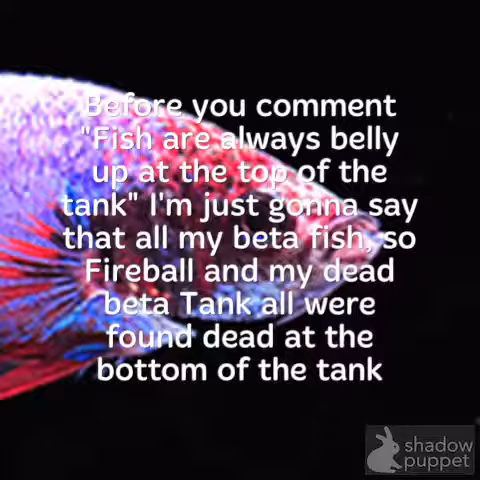 Before you comment
"Fish are always belly
up at the top of the
tank" I'm just gonna say
that all my beta fish, so
Fireball and my dead
beta Tank all were
found dead at the
bottom of the tank
shadow
puppet